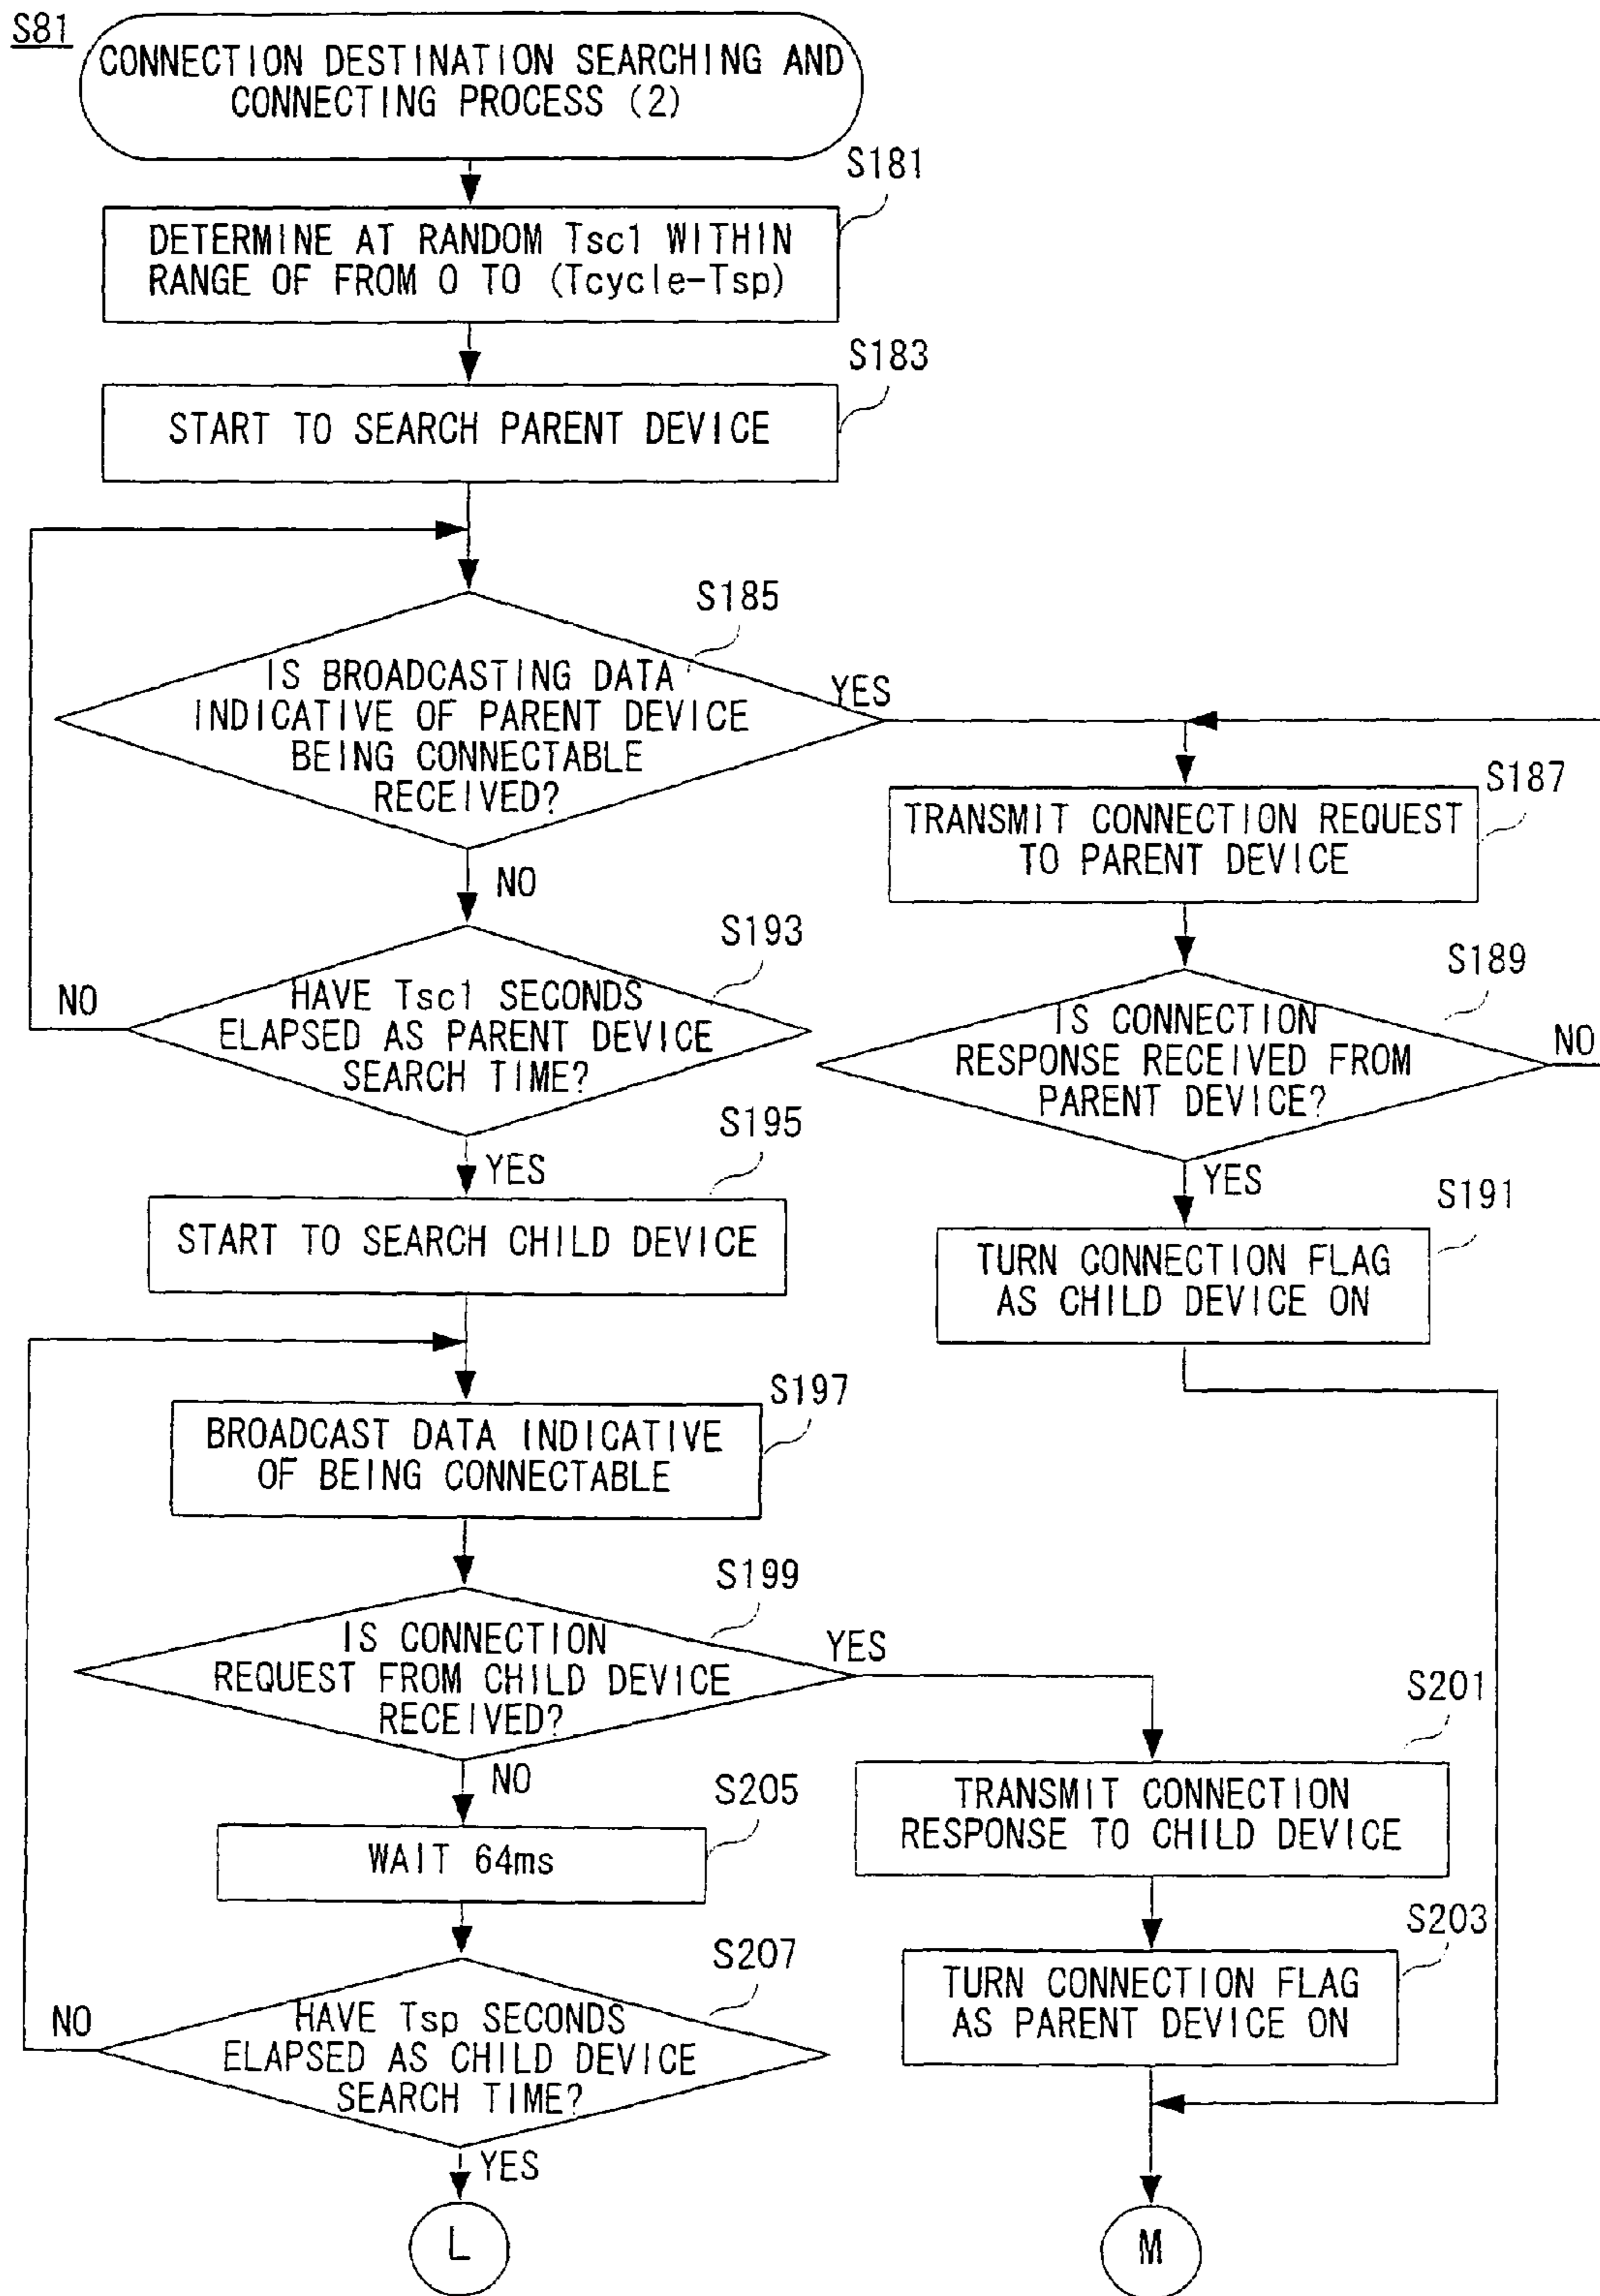 S81
CONNECTION DESTINATION SEARCHING AND
CONNECTING PROCESS (2)
S181
DETERMINE AT RANDOM Tsc1 WITHIN
RANGE OF FROM 0 TO (Tcycle-Tsp)
S183
START TO SEARCH PARENT DEVICE
S185
IS BROADCASTING DATA
INDICATIVE OF PARENT DEVICE
BEING CONNECTABLE
RECEIVED?
YES
NO
S187
TRANSMIT CONNECTION REQUEST
TO PARENT DEVICE
S193
HAVE Tsc1 SECONDS
ELAPSED AS PARENT DEVICE
SEARCH TIME?
NO
YES
S189
IS CONNECTION
RESPONSE RECEIVED FROM
PARENT DEVICE?
NO
YES
S195
START TO SEARCH CHILD DEVICE
S191
TURN CONNECTION FLAG
AS CHILD DEVICE ON
S197
BROADCAST DATA INDICATIVE
OF BEING CONNECTABLE
S199
IS CONNECTION
REQUEST FROM CHILD DEVICE
RECEIVED?
YES
NO
S201
TRANSMIT CONNECTION
RESPONSE TO CHILD DEVICE
S205
WAIT 64ms
S203
TURN CONNECTION FLAG
AS PARENT DEVICE ON
S207
HAVE Tsp SECONDS
ELAPSED AS CHILD DEVICE
SEARCH TIME?
NO
YES
L
M